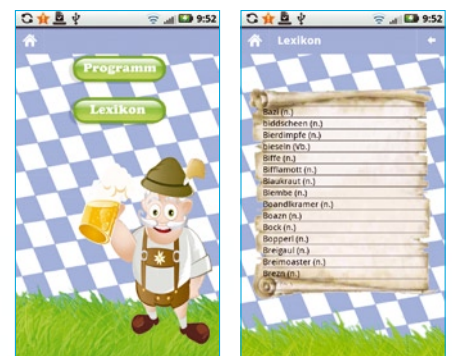 9:52
Programm
Lexikon
9:52
Lexikon
Bazi (n.)
biddscheen (n.)
Bierdimpfe (n.)
bieseln (Vb.)
Biffe (n.)
Bifflamott (n.)
Blaukraut (n.)
Blembe (n.)
Boandlkramer (n.)
Boazn (n.)
Bock (n.)
Bopperl (n.)
Breigaul (n.)
Breimoaster (n.)
Brezn (n.)